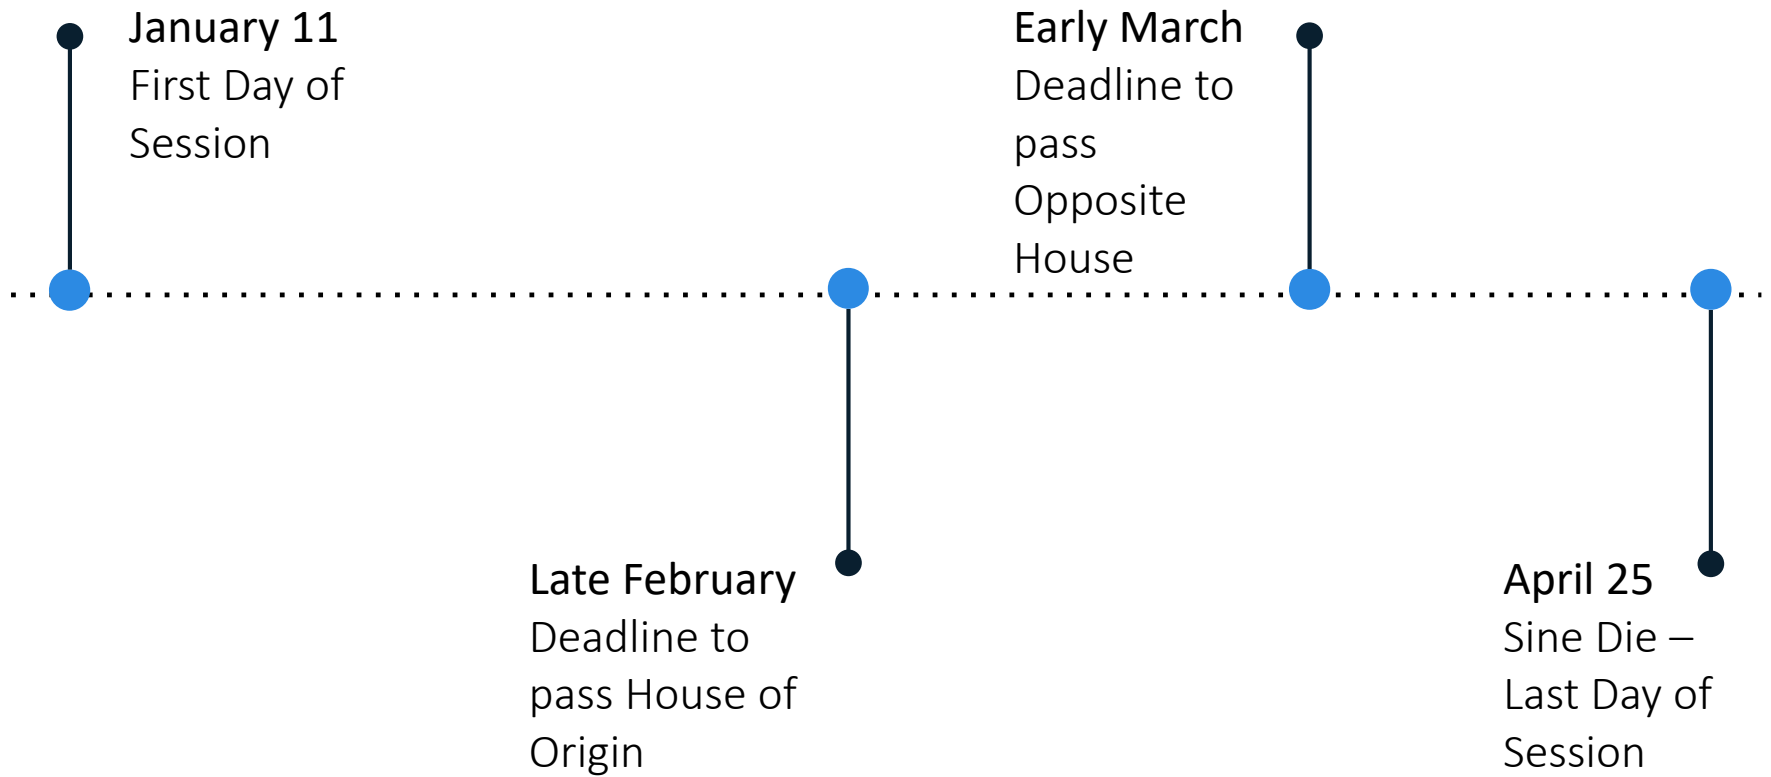 January 11
First Day of
Session
Early March
Deadline to
pass
Opposite
House
Late February
Deadline to
pass House of
Origin
April 25
Sine Die –
Last Day of
Session